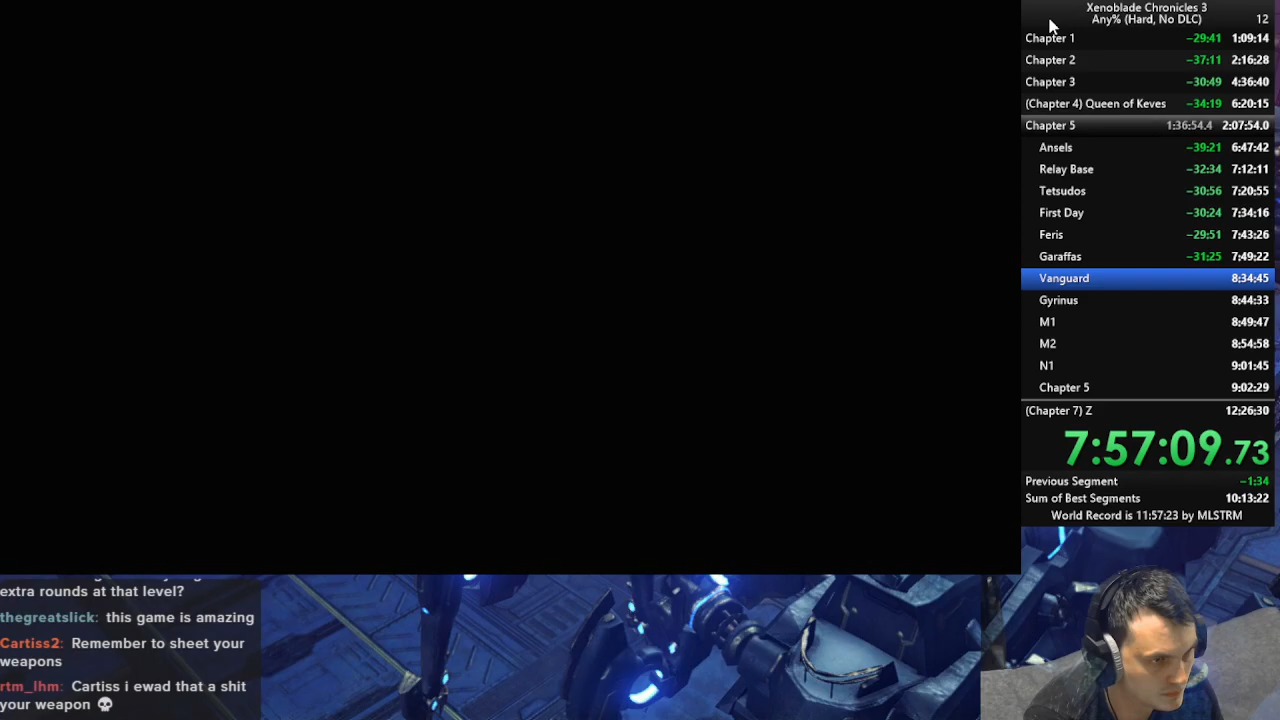 Xenoblade Chronicles 3
Any% (Hard, No DLC) 12
Chapter 1 −29:41 1:09:14
Chapter 2 −37:11 2:16:28
Chapter 3 −30:49 4:36:40
(Chapter 4) Queen of Keves −34:19 6:20:15
Chapter 5 1:36:54.4 2:07:54.0
Ansels −39:21 6:47:42
Relay Base −32:34 7:12:11
Tetsudos −30:56 7:20:55
First Day −30:24 7:34:16
Feris −29:51 7:43:26
Garaffas −31:25 7:49:22
Vanguard 8:34:45
Gyrinus 8:44:33
M1 8:49:47
M2 8:54:58
N1 9:01:45
Chapter 5 9:02:29
(Chapter 7) Z 12:26:30
7:57:09.73
Previous Segment −1:34
Sum of Best Segments 10:13:22
World Record is 11:57:23 by MLSTRM
extra rounds at that level?
thegreatslick: this game is amazing
Cartiss2: Remember to sheet your
weapons
rtm_lhm: Cartiss i ewad that a shit
your weapon 💀